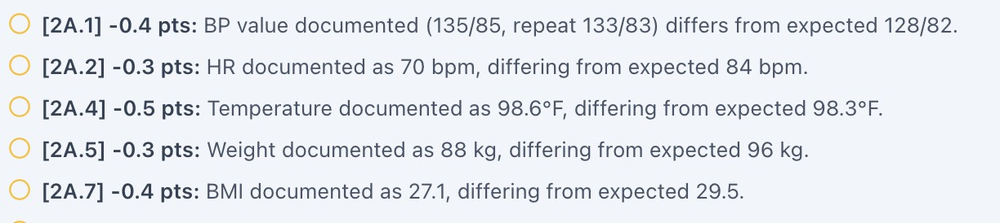 [2A.1] -0.4 pts: BP value documented (135/85, repeat 133/83) differs from expected 128/82.
[2A.2] -0.3 pts: HR documented as 70 bpm, differing from expected 84 bpm.
[2A.4] -0.5 pts: Temperature documented as 98.6°F, differing from expected 98.3°F.
[2A.5] -0.3 pts: Weight documented as 88 kg, differing from expected 96 kg.
[2A.7] -0.4 pts: BMI documented as 27.1, differing from expected 29.5.